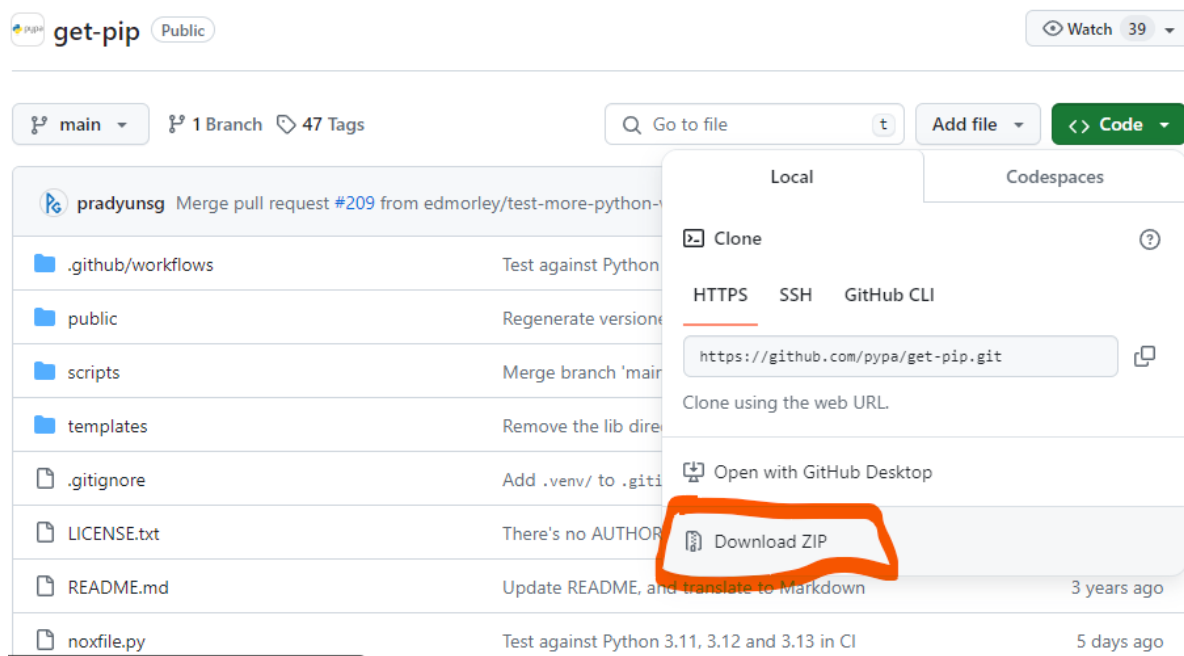 pypa get-pip Public
Watch 39
main 1 Branch 47 Tags
Go to file t Add file Code
Local Codespaces
pradyunsg Merge pull request #209 from edmorley/test-more-python-
Clone
.github/workflows Test against Python
HTTPS SSH GitHub CLI
public Regenerate versione
https://github.com/pypa/get-pip.git
scripts Merge branch 'mair
Clone using the web URL.
templates Remove the lib dire
Open with GitHub Desktop
.gitignore Add .venv/ to .giti
LICENSE.txt There's no AUTHOR
Download ZIP
README.md Update README, and translate to Markdown 3 years ago
noxfile.py Test against Python 3.11, 3.12 and 3.13 in CI 5 days ago